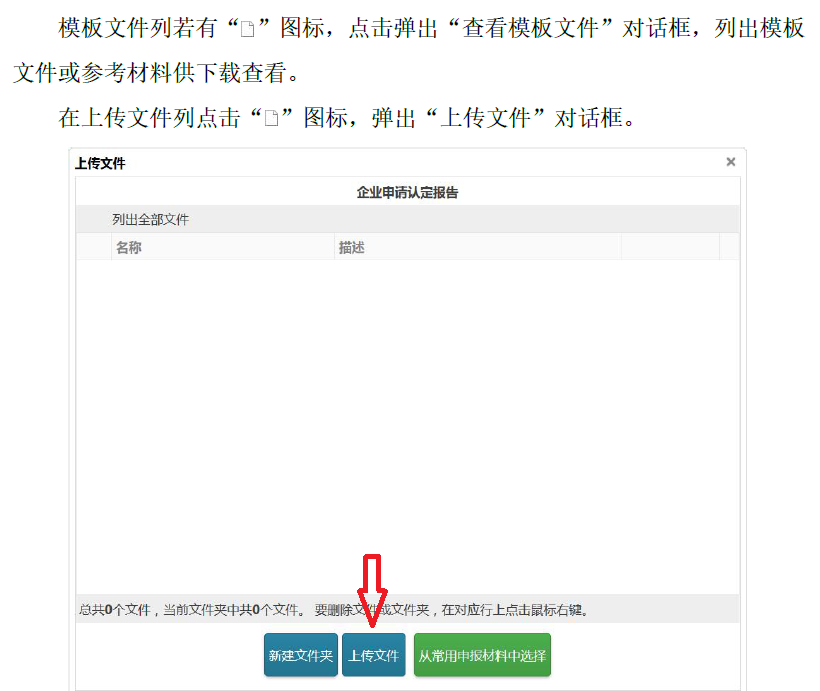 模板文件列若有“🗋”图标，点击弹出“查看模板文件”对话框，列出模板
文件或参考材料供下载查看。
在上传文件列点击“🗋”图标，弹出“上传文件”对话框。
上传文件 ×
企业申请认定报告
列出全部文件
名称 描述
总共0个文件，当前文件夹中共0个文件。 要删除文件或文件夹，在对应行上点击鼠标右键。
新建文件夹 上传文件 从常用申报材料中选择